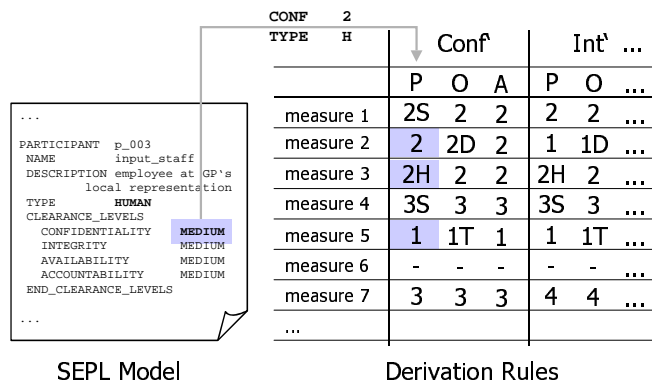 CONF 2
TYPE H
Conf` Int` ...
P O A P O ...
measure 1 2S 2 2 2 2 ...
measure 2 2 2D 2 1 1D ...
measure 3 2H 2 2 2H 2 ...
measure 4 3S 3 3 3S 3 ...
measure 5 1 1T 1 1 1T ...
measure 6 - - - - - ...
measure 7 3 3 3 4 4 ...
...
...
PARTICIPANT p_003
NAME input_staff
DESCRIPTION employee at GP`s
local representation
TYPE HUMAN
CLEARANCE_LEVELS
CONFIDENTIALITY MEDIUM
INTEGRITY MEDIUM
AVAILABILITY MEDIUM
ACCOUNTABILITY MEDIUM
END_CLEARANCE_LEVELS
...
SEPL Model
Derivation Rules